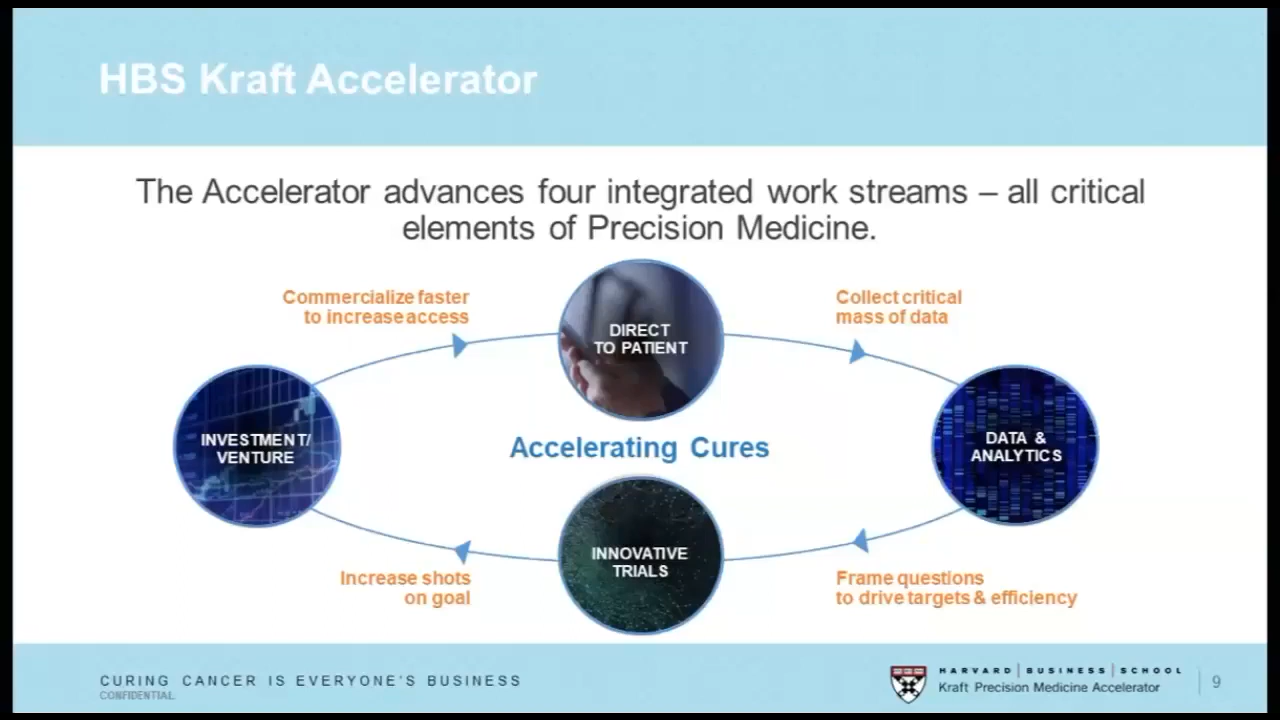 HBS Kraft Accelerator
The Accelerator advances four integrated work streams – all critical
elements of Precision Medicine.
Commercialize faster
to increase access
DIRECT
TO PATIENT
Collect critical
mass of data
INVESTMENT/
VENTURE
Accelerating Cures
DATA &
ANALYTICS
INNOVATIVE
TRIALS
Increase shots
on goal
Frame questions
to drive targets & efficiency
CURING CANCER IS EVERYONE'S BUSINESS
CONFIDENTIAL
HARVARD | BUSINESS | SCHOOL
Kraft Precision Medicine Accelerator
9